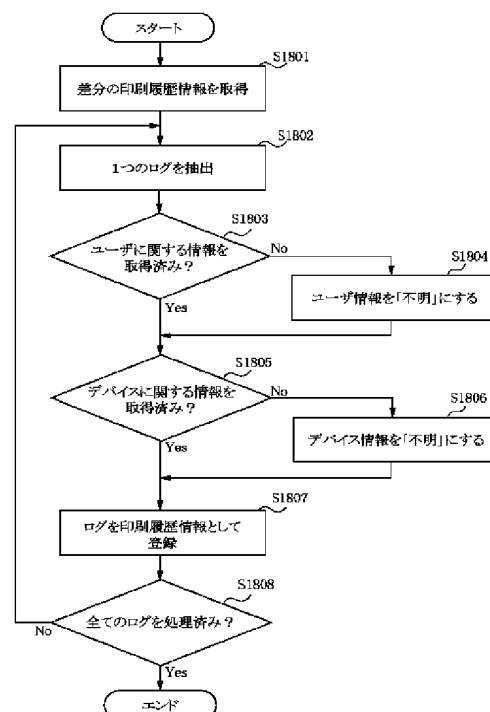 スタート
S1801
差分の印刷履歴情報を取得
S1802
1つのログを抽出
S1803
ユーザに関する情報を
取得済み？
No
S1804
ユーザ情報を「不明」にする
Yes
S1805
デバイスに関する情報を
取得済み？
No
S1806
デバイス情報を「不明」にする
Yes
S1807
ログを印刷履歴情報として
登録
S1808
全てのログを処理済み？
No
Yes
エンド